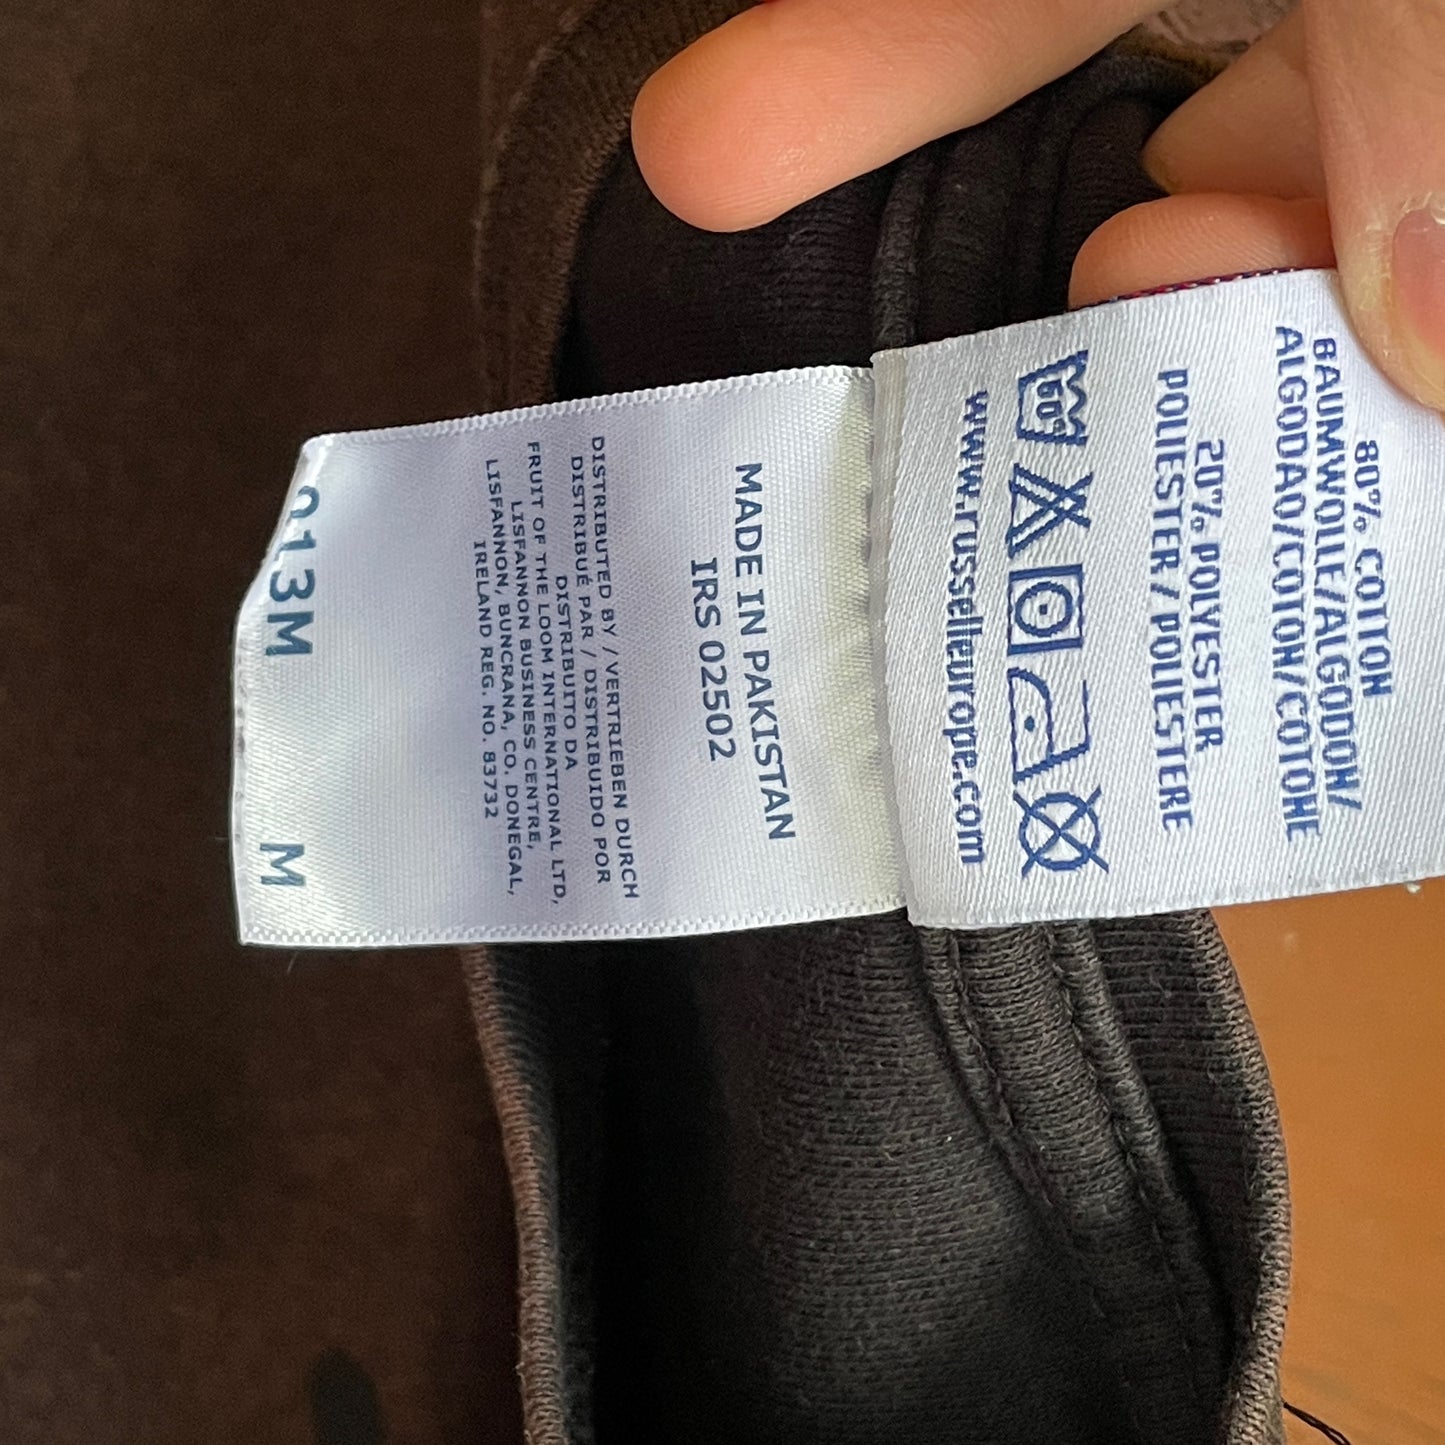 80% COTTON
BAUMWOLLE/ALGODON/
ALGODAO/COTON/COTONE
20% POLYESTER
POLIESTER / POLIESTERE
60°
www.russelleurope.com
MADE IN PAKISTAN
IRS 02502
DISTRIBUTED BY / VERTRIEBEN DURCH
DISTRIBUÉ PAR / DISTRIBUIDO POR
DISTRIBUITO DA
FRUIT OF THE LOOM INTERNATIONAL LTD,
LISFANNON BUSINESS CENTRE,
LISFANNON, BUNCRANA, CO. DONEGAL,
IRELAND REG. NO. 83732
013M M